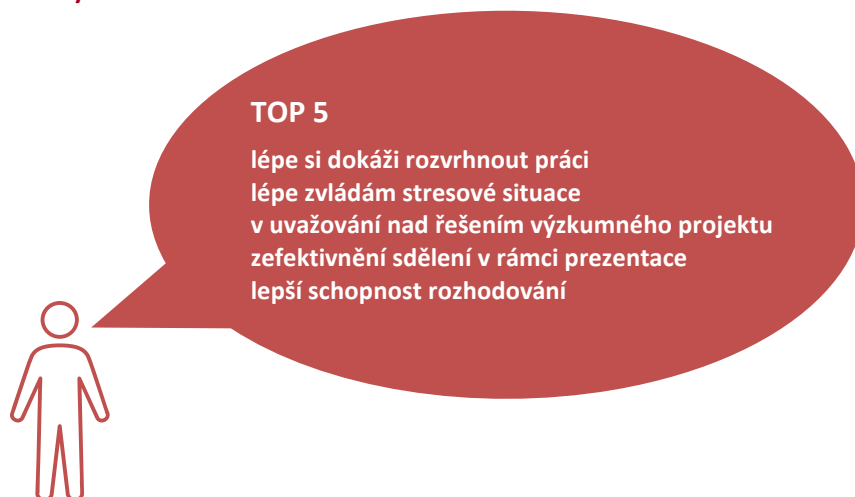 TOP 5
lépe si dokáži rozvrhnout práci
lépe zvládám stresové situace
v uvažování nad řešením výzkumného projektu
zefektivnění sdělení v rámci prezentace
lepší schopnost rozhodování